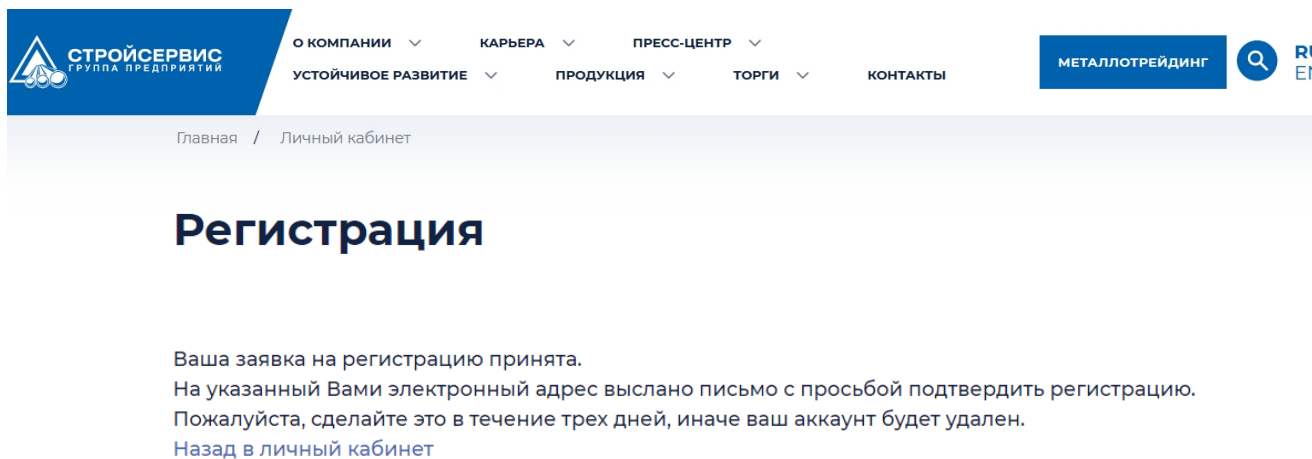 СТРОЙСЕРВИС
ГРУППА ПРЕДПРИЯТИЙ
О КОМПАНИИ КАРЬЕРА ПРЕСС-ЦЕНТР
УСТОЙЧИВОЕ РАЗВИТИЕ ПРОДУКЦИЯ ТОРГИ КОНТАКТЫ
МЕТАЛЛОТРЕЙДИНГ
Главная / Личный кабинет
Регистрация
Ваша заявка на регистрацию принята.
На указанный Вами электронный адрес выслано письмо с просьбой подтвердить регистрацию.
Пожалуйста, сделайте это в течение трех дней, иначе ваш аккаунт будет удален.
Назад в личный кабинет